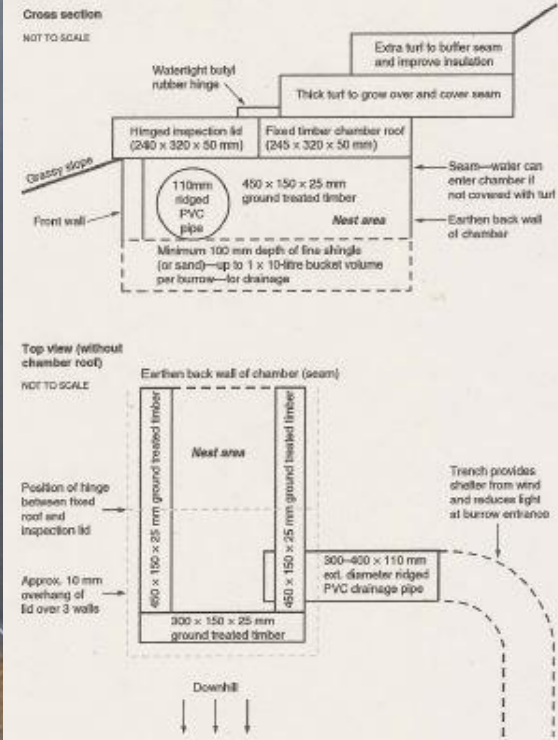 Cross section
NOT TO SCALE
Extra turf to buffer seam
and improve insulation
Watertight butyl
rubber hinge
Thick turf to grow over and cover seam
Hinged inspection lid
(240 × 320 × 50 mm)
Fixed timber chamber roof
(245 × 320 × 50 mm)
Grassy slope
110mm
ridged
PVC
pipe
450 × 150 × 25 mm
ground treated timber
Seam—water can
enter chamber if
not covered with turf
Front wall
Nest area
Earthen back wall
of chamber
Minimum 100 mm depth of fine shingle
(or sand)—up to 1 x 10-litre bucket volume
per burrow—for drainage
Top view (without
chamber roof)
NOT TO SCALE
Earthen back wall of chamber (seam)
450 × 150 × 25 mm ground treated timber
Nest area
450 × 150 × 25 mm ground treated timber
Position of hinge
between fixed
roof and
inspection lid
Trench provides
shelter from wind
and reduces light
at burrow entrance
Approx. 10 mm
overhang of
lid over 3 walls
300–400 × 110 mm
ext. diameter ridged
PVC drainage pipe
300 × 150 × 25 mm
ground treated timber
Downhill